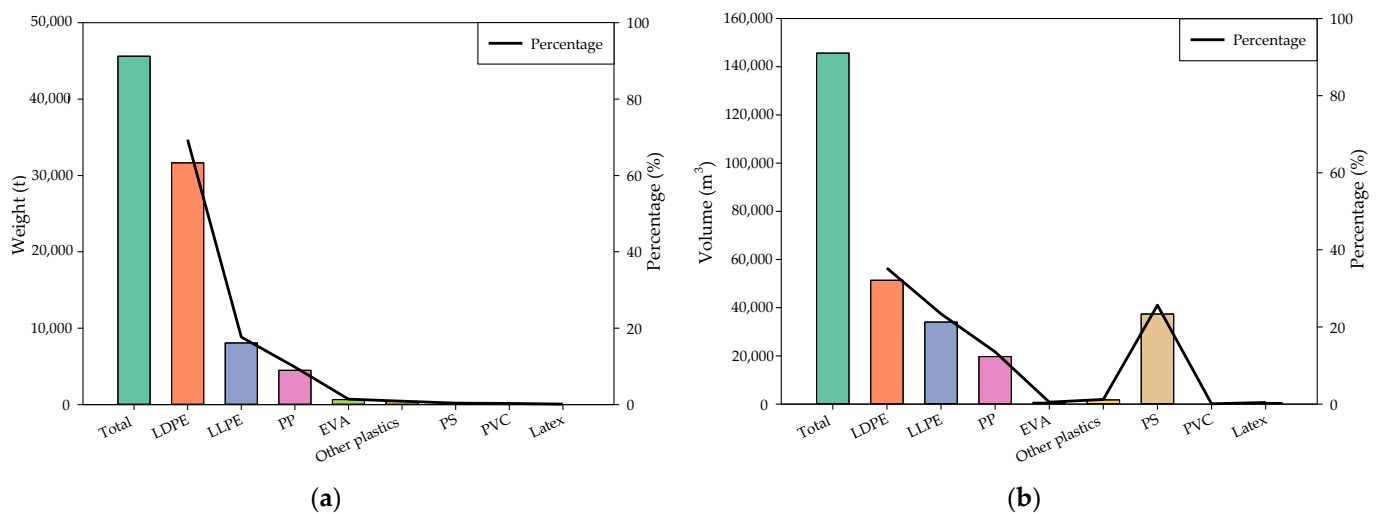 50,000
40,000
30,000
20,000
10,000
0
Weight (t)
100
80
60
40
20
0
Percentage (%)
Percentage
Total
LDPE
LLPE
PP
EVA
Other plastics
PS
PVC
Latex
(a)
160,000
140,000
120,000
100,000
80,000
60,000
40,000
20,000
0
Volume (m³)
100
80
60
40
20
0
Percentage (%)
Percentage
Total
LDPE
LLPE
PP
EVA
Other plastics
PS
PVC
Latex
(b)